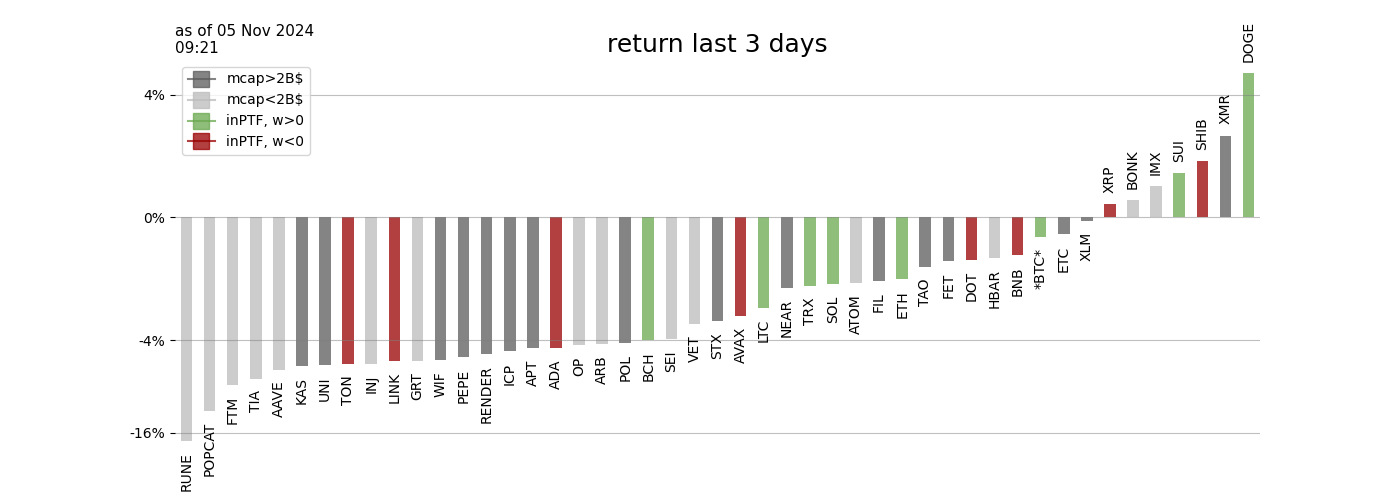 as of 05 Nov 2024
09:21
return last 3 days
mcap>2B$
mcap<2B$
inPTF, w>0
inPTF, w<0
4%
0%
-4%
-16%
RUNE
POPCAT
FTM
TIA
AAVE
KAS
UNI
TON
INJ
LINK
GRT
WIF
PEPE
RENDER
ICP
APT
ADA
OP
ARB
POL
BCH
SEI
VET
STX
AVAX
LTC
NEAR
TRX
SOL
ATOM
FIL
ETH
TAO
FET
DOT
HBAR
BNB
*BTC*
ETC
XLM
XRP
BONK
IMX
SUI
SHIB
XMR
DOGE